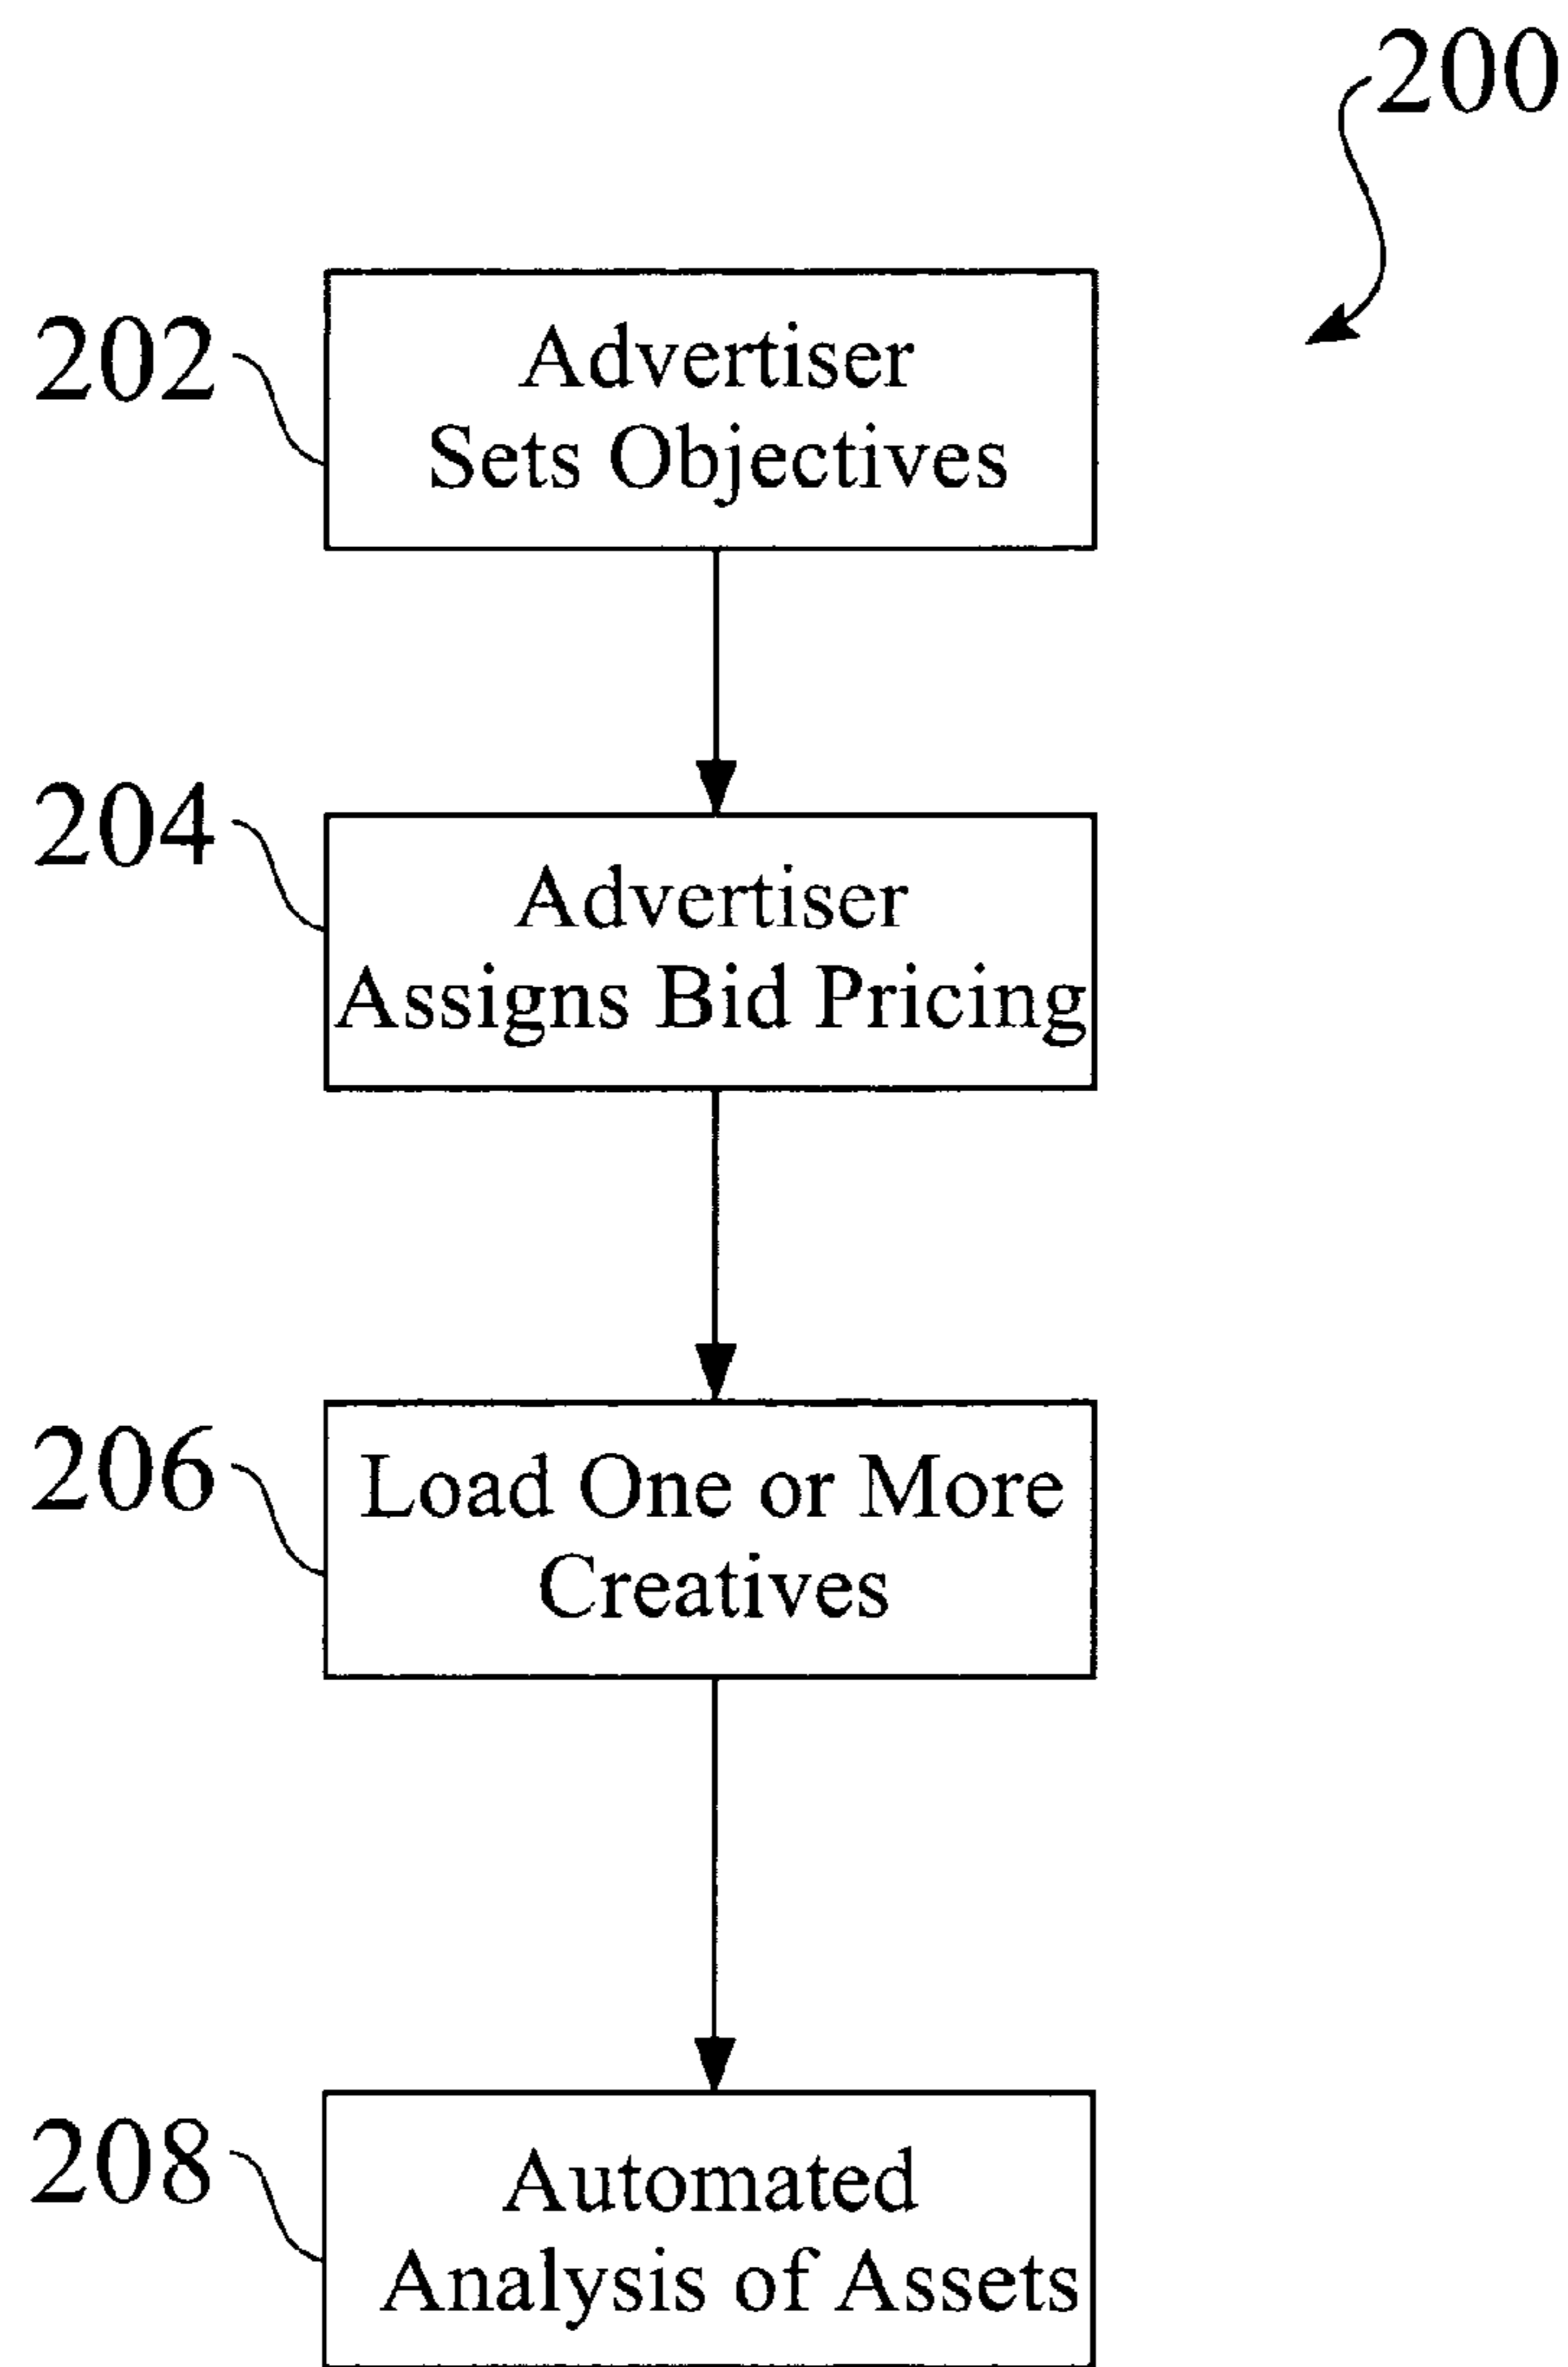 200
202
Advertiser
Sets Objectives
204
Advertiser
Assigns Bid Pricing
206
Load One or More
Creatives
208
Automated
Analysis of Assets